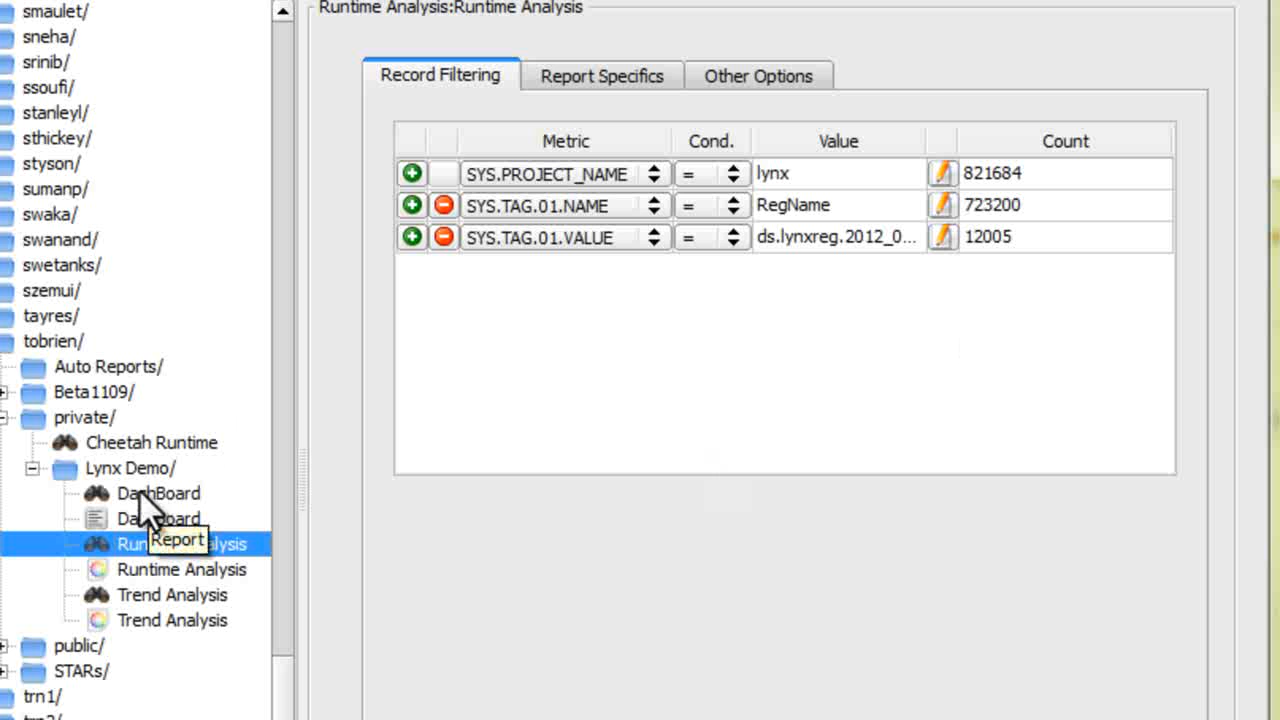 smaulet/
sneha/
srinib/
ssoufi/
stanleyl/
sthickey/
styson/
sumanp/
swaka/
swanand/
swetanks/
szemui/
tayres/
tobrien/
Auto Reports/
Beta1109/
private/
Cheetah Runtime
Lynx Demo/
DashBoard
Report
Runtime Analysis
Trend Analysis
Trend Analysis
public/
STARs/
trn1/
Runtime Analysis:Runtime Analysis
Record Filtering Report Specifics Other Options
Metric Cond. Value Count
SYS.PROJECT_NAME = lynx 821684
SYS.TAG.01.NAME = RegName 723200
SYS.TAG.01.VALUE = ds.lynxreg.2012_0... 12005